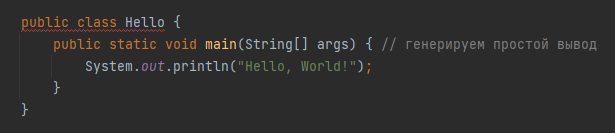 public class Hello {
    public static void main(String[] args) { // генерируем простой вывод
        System.out.println("Hello, World!");
    }
}